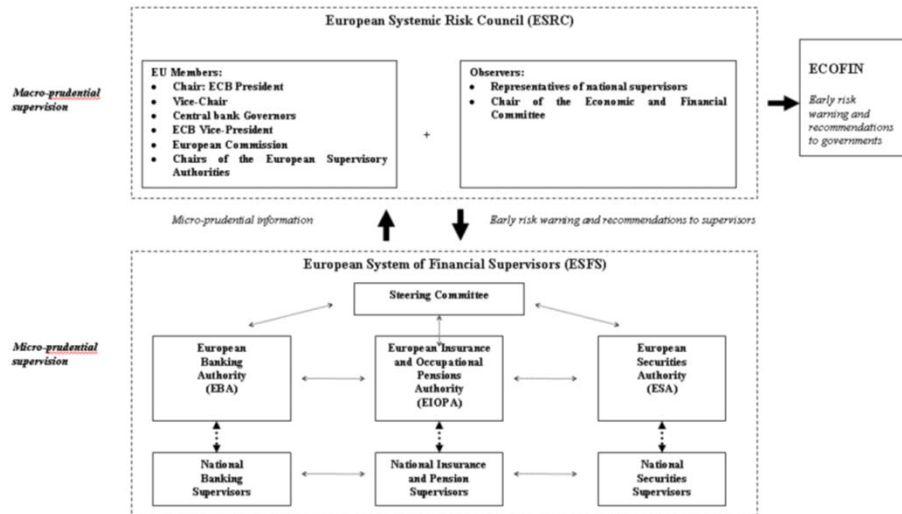 European Systemic Risk Council (ESRC)
Macro-prudential
supervision
EU Members:
• Chair: ECB President
• Vice-Chair
• Central bank Governors
• ECB Vice-President
• European Commission
• Chairs of the European Supervisory
Authorities
+
Observers:
• Representatives of national supervisors
• Chair of the Economic and Financial
Committee
ECOFIN
Early risk
warning and
recommendations
to governments
Micro-prudential information
Early risk warning and recommendations to supervisors
European System of Financial Supervisors (ESFS)
Steering Committee
Micro-prudential
supervision
European
Banking
Authority
(EBA)
European Insurance
and Occupational
Pensions
Authority
(EIOPA)
European
Securities
Authority
(ESA)
National
Banking
Supervisors
National Insurance
and Pension
Supervisors
National
Securities
Supervisors